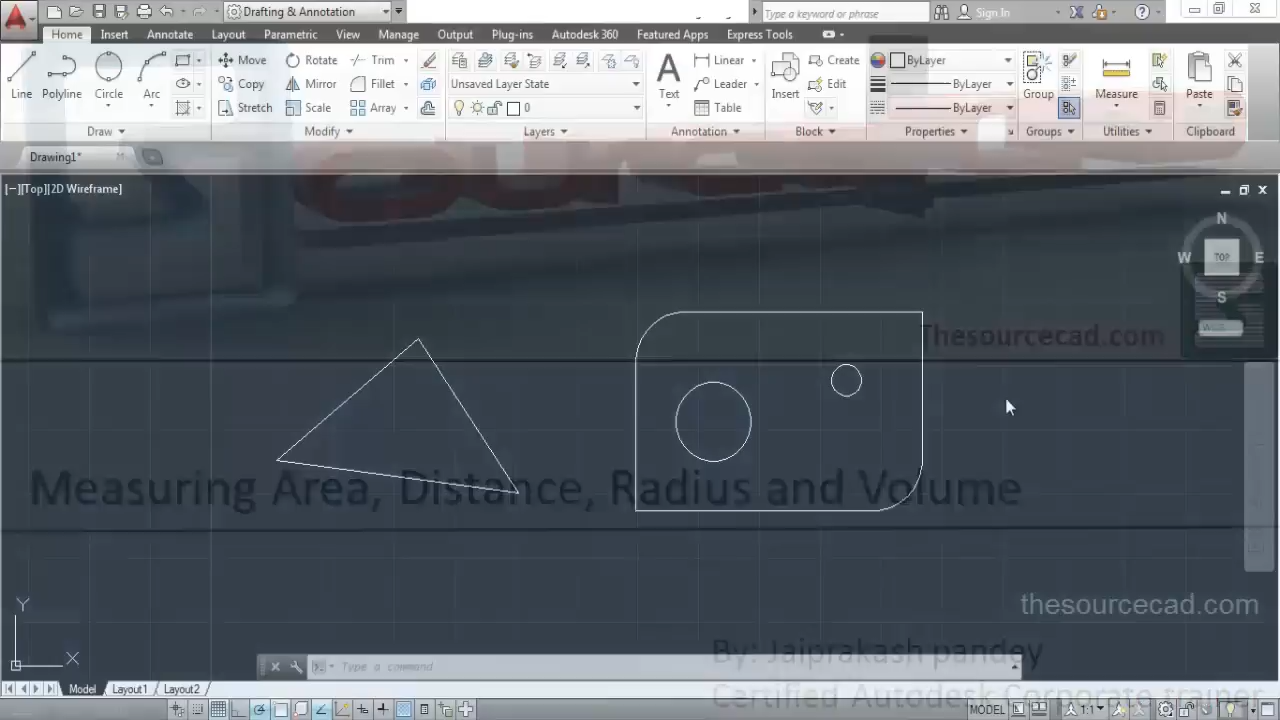 Drafting & Annotation
Type a keyword or phrase
Sign In
Home Insert Annotate Layout Parametric View Manage Output Plug-ins Autodesk 360 Featured Apps Express Tools
Line Polyline Circle Arc
Move Rotate Trim
Copy Mirror Fillet
Stretch Scale Array
Unsaved Layer State
0
Text
Linear
Leader
Table
Insert
Create
Edit
ByLayer
ByLayer
ByLayer
Group
Measure
Paste
Draw Modify Layers Annotation Block Properties Groups Utilities Clipboard
Drawing1*
[−][Top][2D Wireframe]
N
W TOP E
S
WCS
Thesourcecad.com
Measuring Area, Distance, Radius and Volume
thesourcecad.com
Y
X
By: Jaiprakash pandey
Type a command
Certified Autodesk Corporate trainer
Model Layout1 Layout2
MODEL 1:1